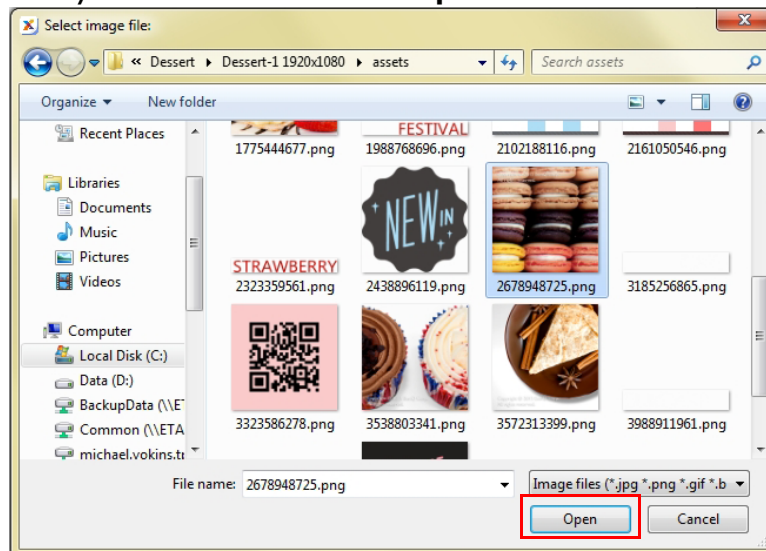 Select image file:
« Dessert ▸ Dessert-1 1920x1080 ▸ assets
Search assets
Organize ▼ New folder
Recent Places
Libraries
Documents
Music
Pictures
Videos
Computer
Local Disk (C:)
Data (D:)
BackupData (\\E
Common (\\ETA
michael.vokins.tr
FESTIVAL
1775444677.png 1988768696.png 2102188116.png 2161050546.png
STRAWBERRY
NEW IN
2323359561.png 2438896119.png 2678948725.png 3185256865.png
3323586278.png 3538803341.png 3572313399.png 3988911961.png
File name: 2678948725.png
Image files (*.jpg *.png *.gif *.b
Open Cancel